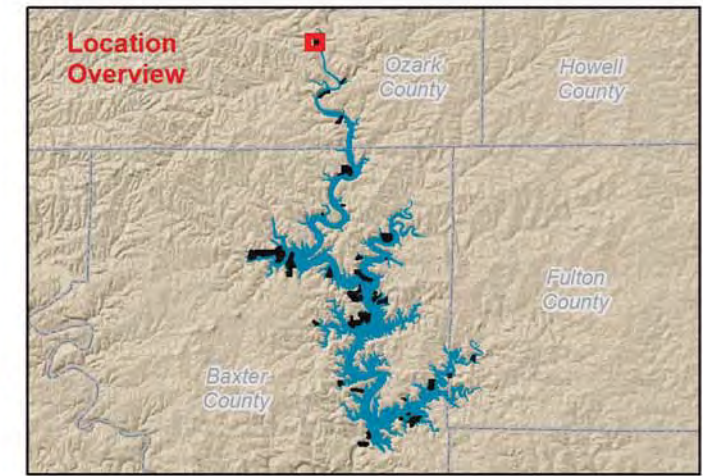 Location
Overview
Ozark
County
Howell
County
Fulton
County
Baxter
County